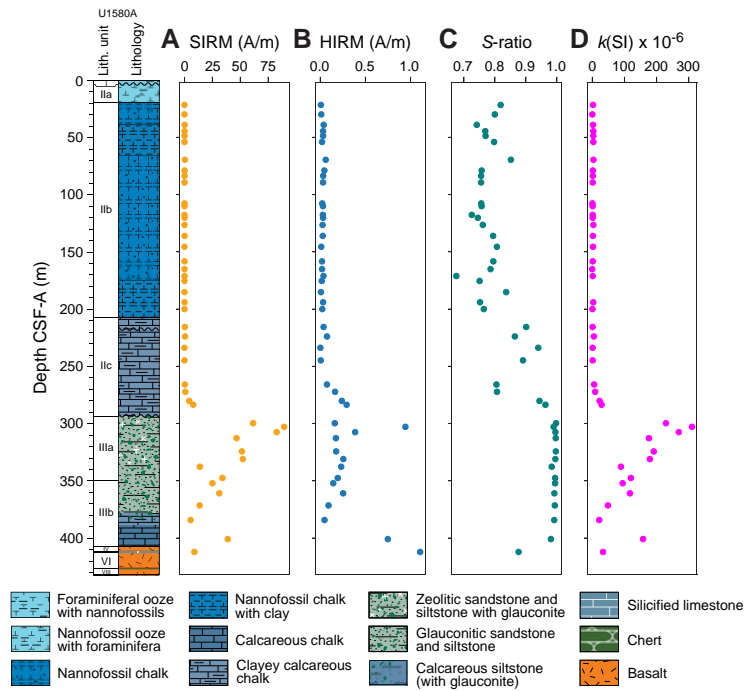 U1580A
Lith. unit
Lithology
A SIRM (A/m)
0 25 50 75
B HIRM (A/m)
0.0 0.5 1.0
C S-ratio
0.7 0.8 0.9 1.0
D k(SI) x 10-6
0 100 200 300
Depth CSF-A (m)
0
50
100
150
200
250
300
350
400
IIa
IIb
IIc
IIIa
IIIb
IV
VI
VIII
Foraminiferal ooze
with nannofossils
Nannofossil ooze
with foraminifera
Nannofossil chalk
Nannofossil chalk
with clay
Calcareous chalk
Clayey calcareous
chalk
Zeolitic sandstone and
siltstone with glauconite
Glauconitic sandstone
and siltstone
Calcareous siltstone
(with glauconite)
Silicified limestone
Chert
Basalt